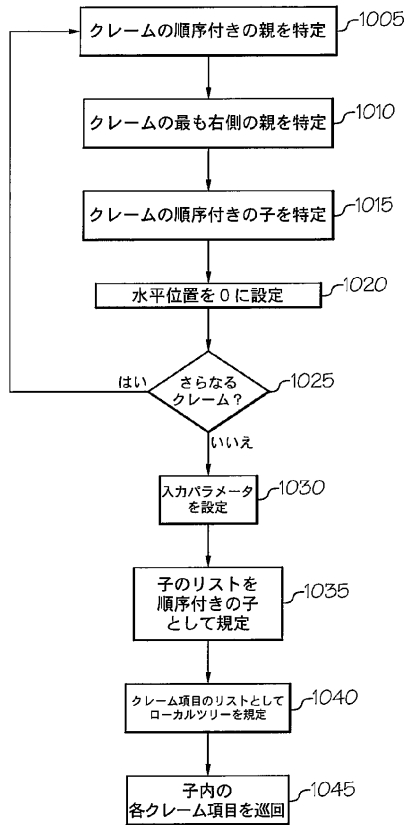 クレームの順序付きの親を特定
1005
クレームの最も右側の親を特定
1010
クレームの順序付きの子を特定
1015
水平位置を0に設定
1020
はい
さらなる
クレーム？
1025
いいえ
入力パラメータ
を設定
1030
子のリストを
順序付きの子
として規定
1035
クレーム項目のリストとして
ローカルツリーを規定
1040
子内の
各クレーム項目を巡回
1045